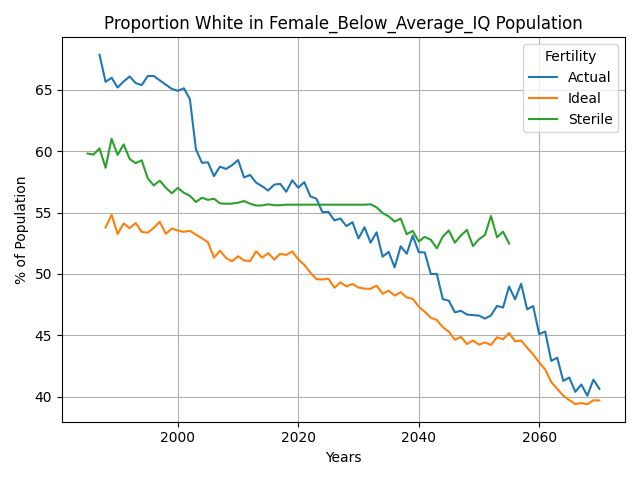 Proportion White in Female_Below_Average_IQ Population
% of Population
65
60
55
50
45
40
2000
2020
2040
2060
Years
Fertility
Actual
Ideal
Sterile